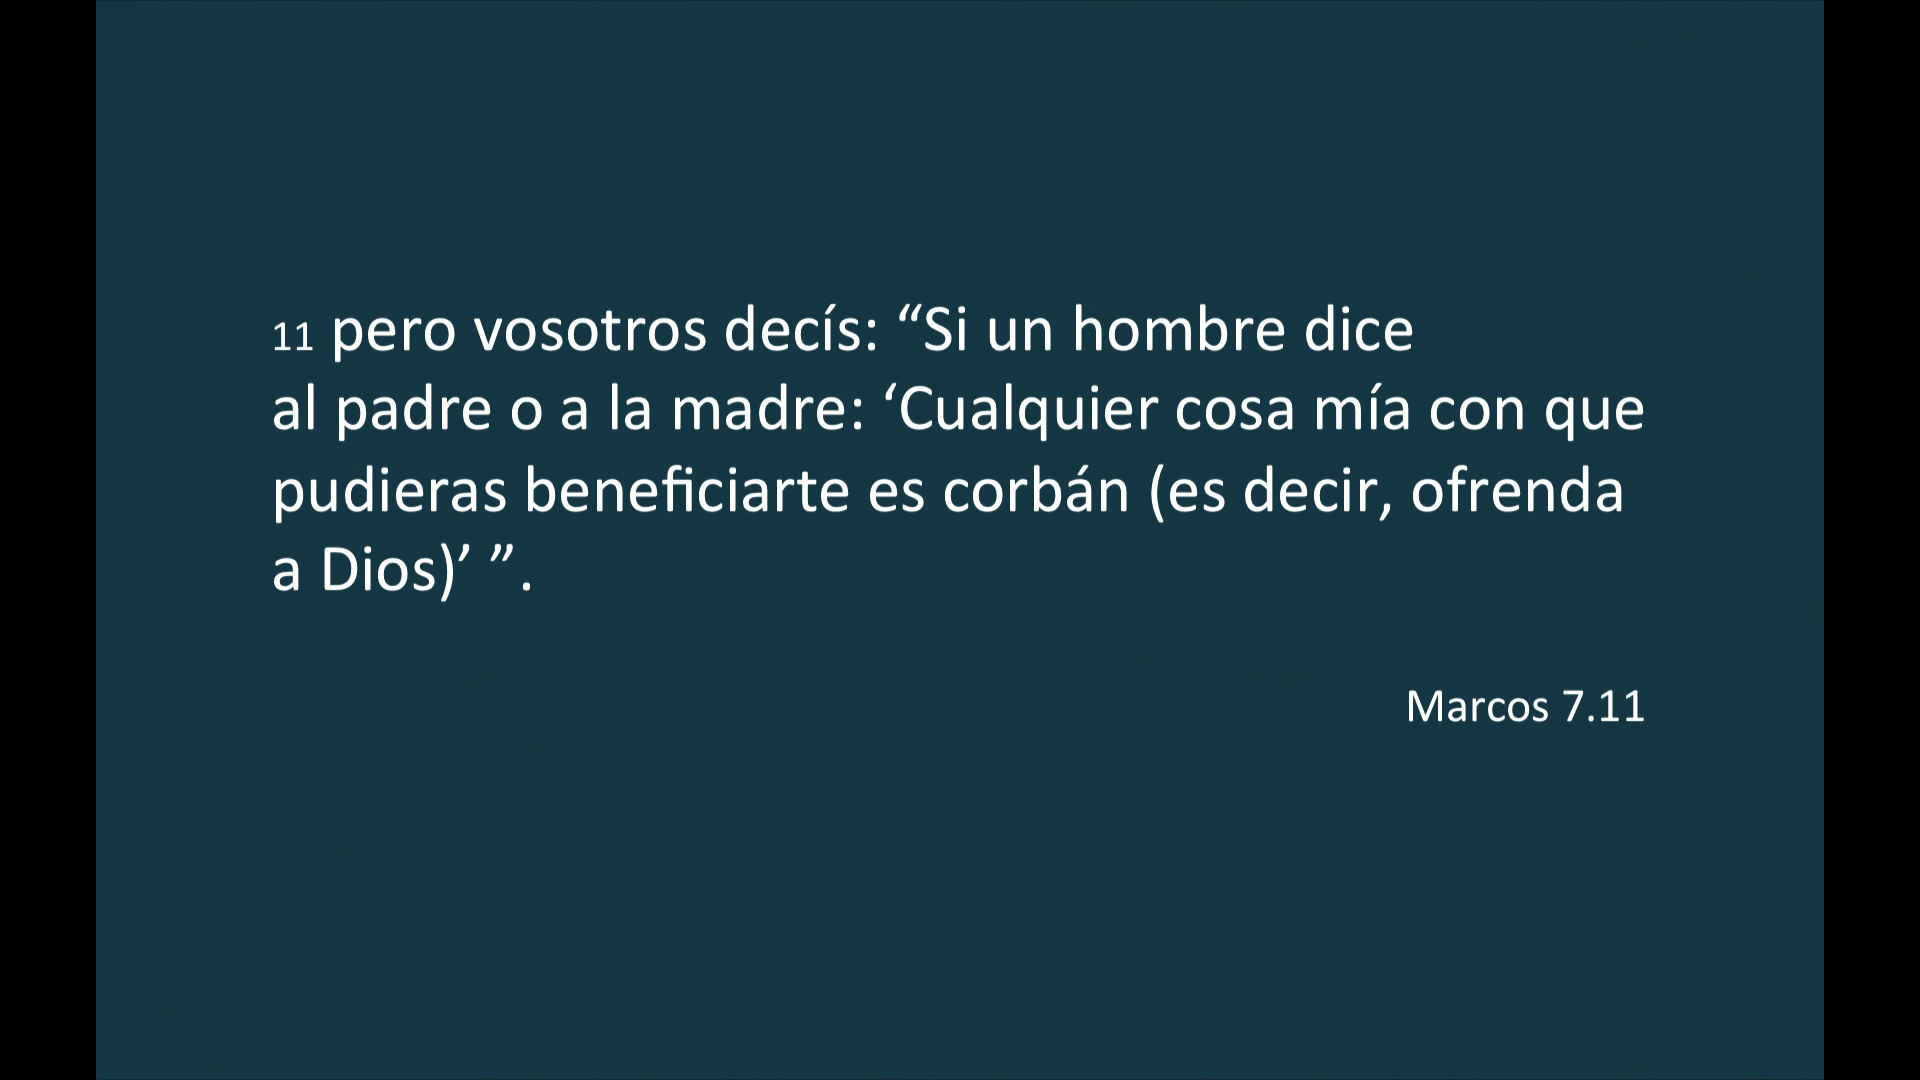 11 pero vosotros decís: “Si un hombre dice
al padre o a la madre: ‘Cualquier cosa mía con que
pudieras beneficiarte es corbán (es decir, ofrenda
a Dios)’ ”.
Marcos 7.11